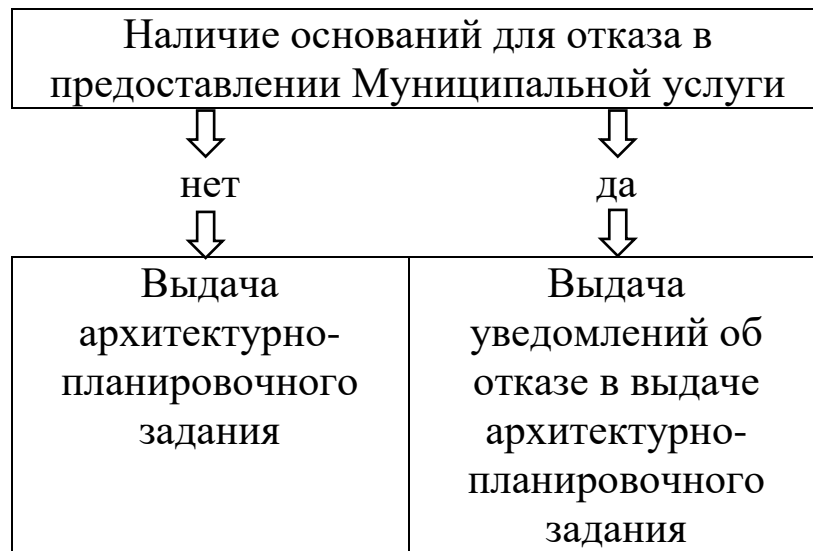 Наличие оснований для отказа в
предоставлении Муниципальной услуги
нет
да
Выдача
архитектурно-
планировочного
задания
Выдача
уведомлений об
отказе в выдаче
архитектурно-
планировочного
задания